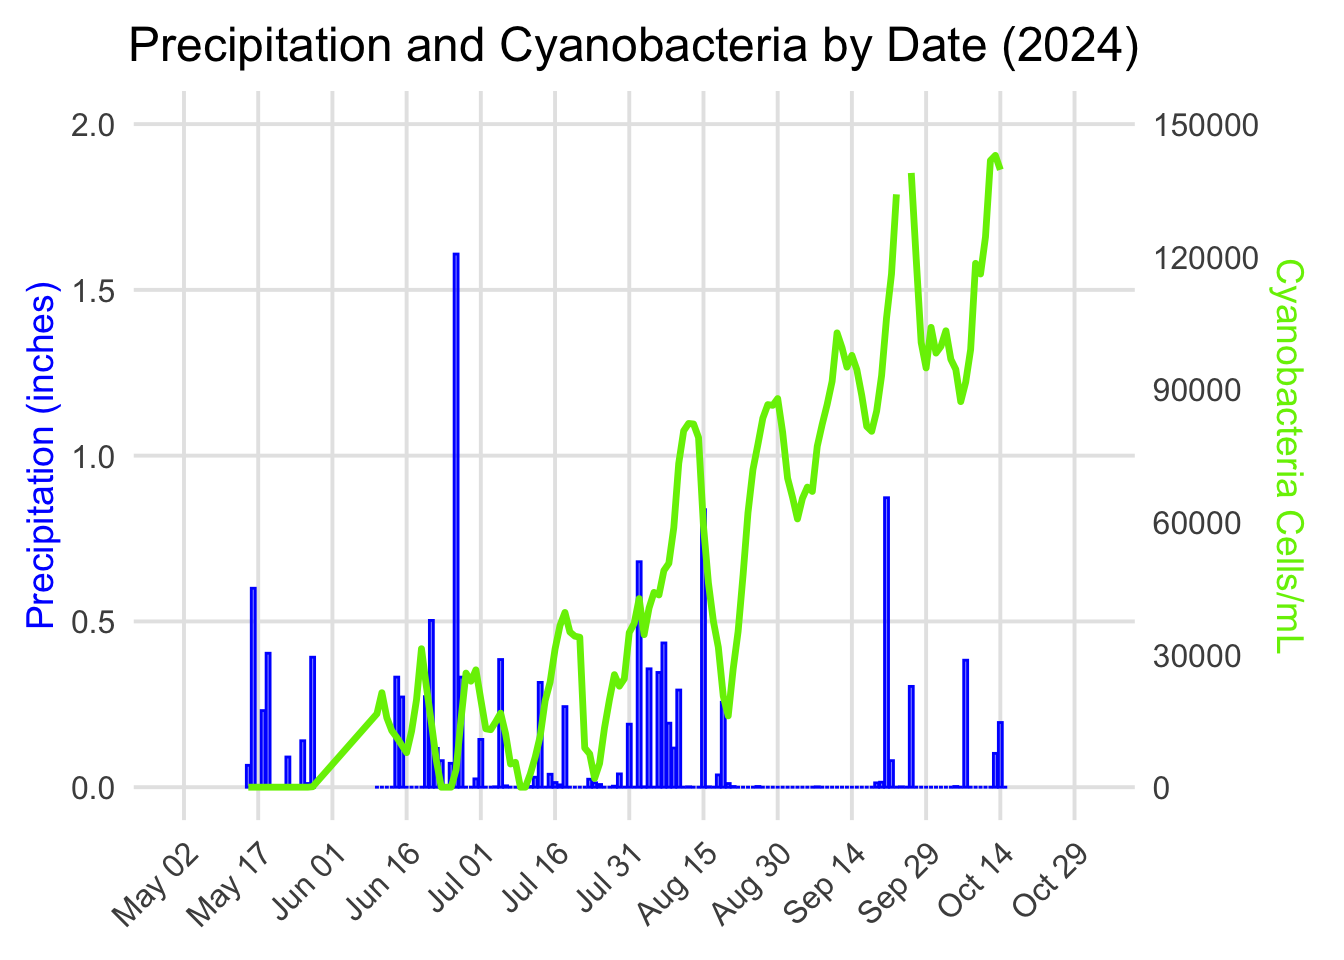 Precipitation and Cyanobacteria by Date (2024)
2.0
1.5
1.0
0.5
0.0
Precipitation (inches)
150000
120000
90000
60000
30000
0
Cyanobacteria Cells/mL
May 02
May 17
Jun 01
Jun 16
Jul 01
Jul 16
Jul 31
Aug 15
Aug 30
Sep 14
Sep 29
Oct 14
Oct 29